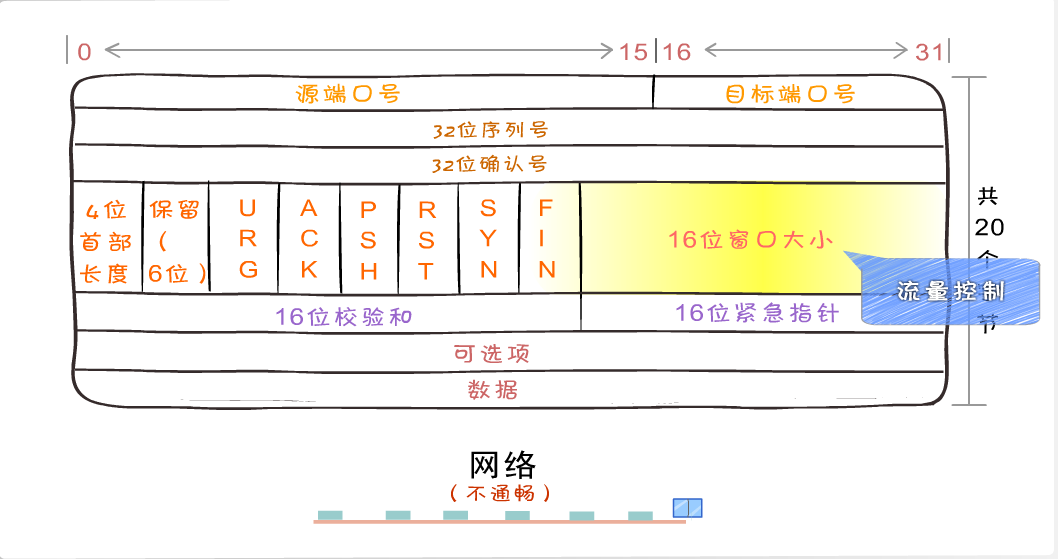 0 15 16 31
源端口号 目标端口号
32位序列号
32位确认号
4位首部长度 保留(6位) URG ACK PSH RST SYN FIN 16位窗口大小
流量控制
16位校验和 16位紧急指针
可选项
数据
共20个节
网络
(不通畅)